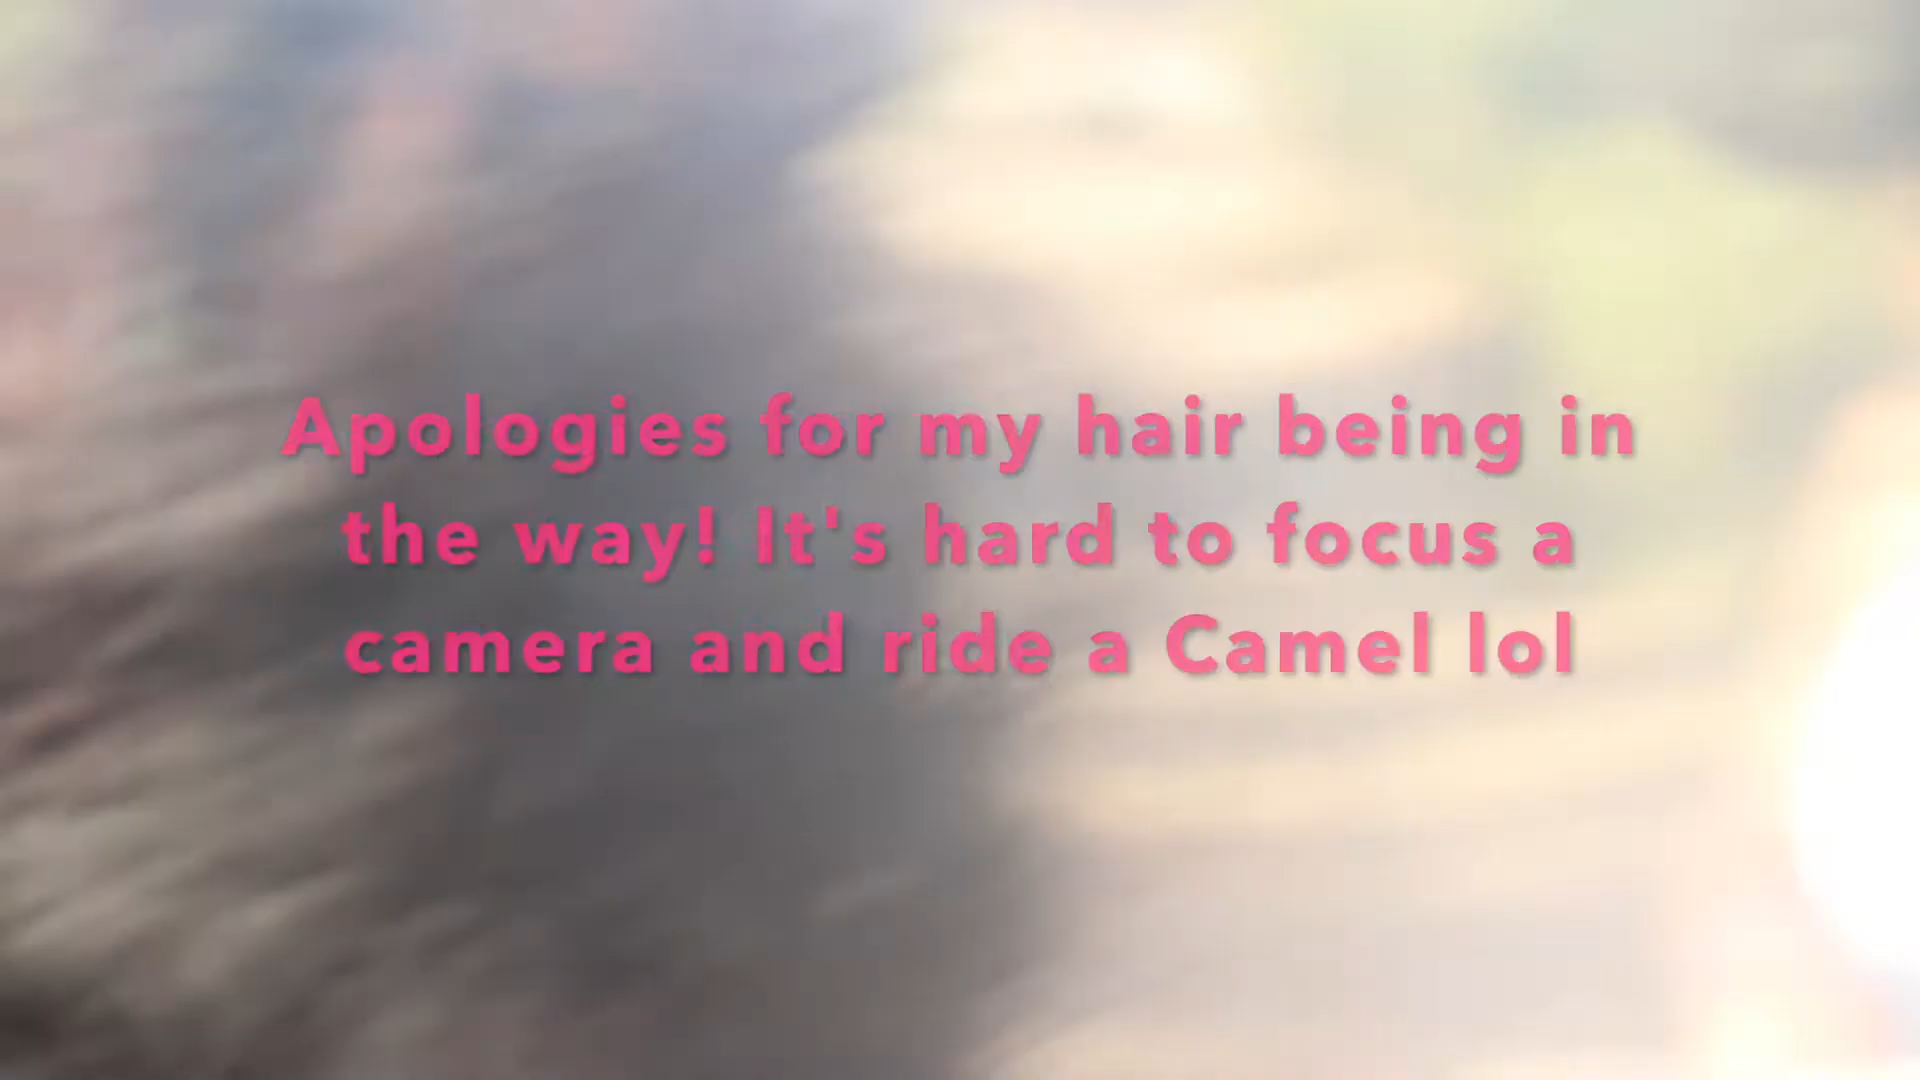 Apologies for my hair being in
the way! It's hard to focus a
camera and ride a Camel lol